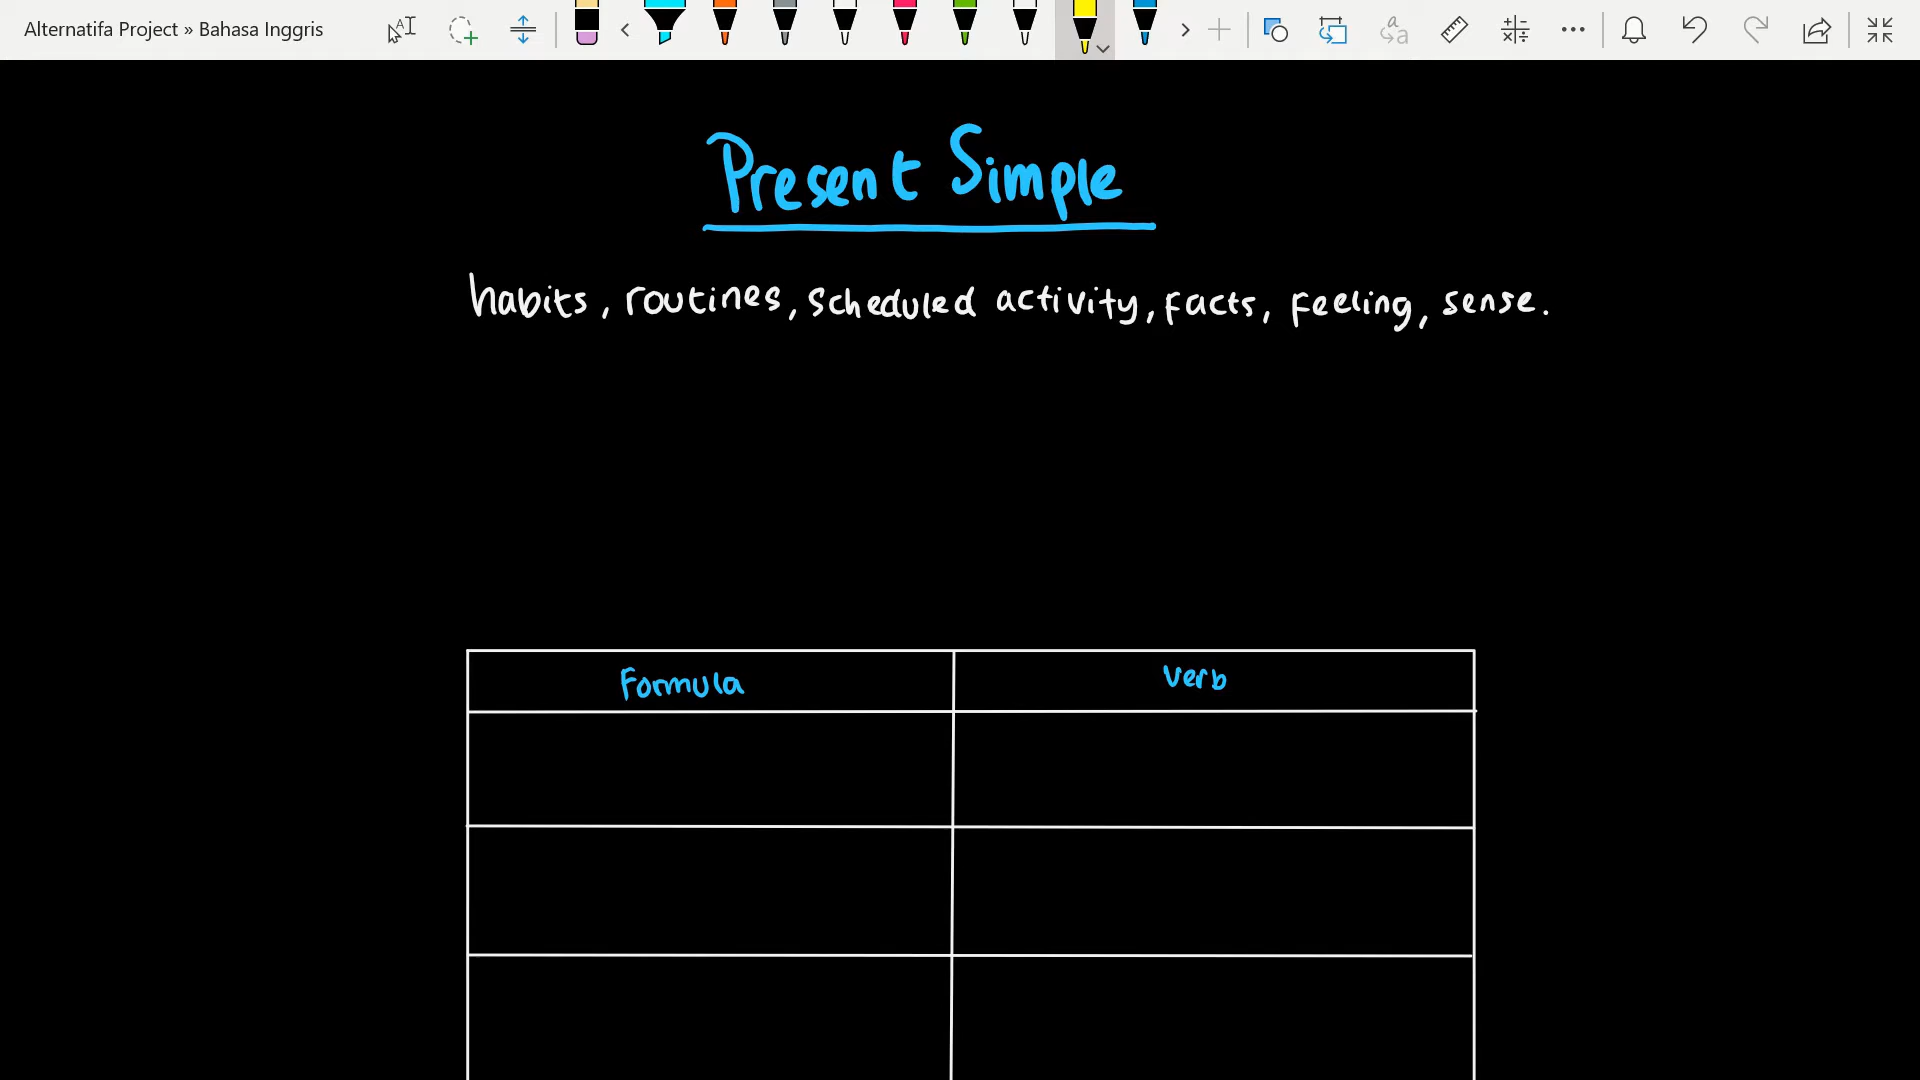 Alternatifa Project » Bahasa Inggris
Present Simple
habits, routines, scheduled activity, facts, feeling, sense.
Formula
Verb